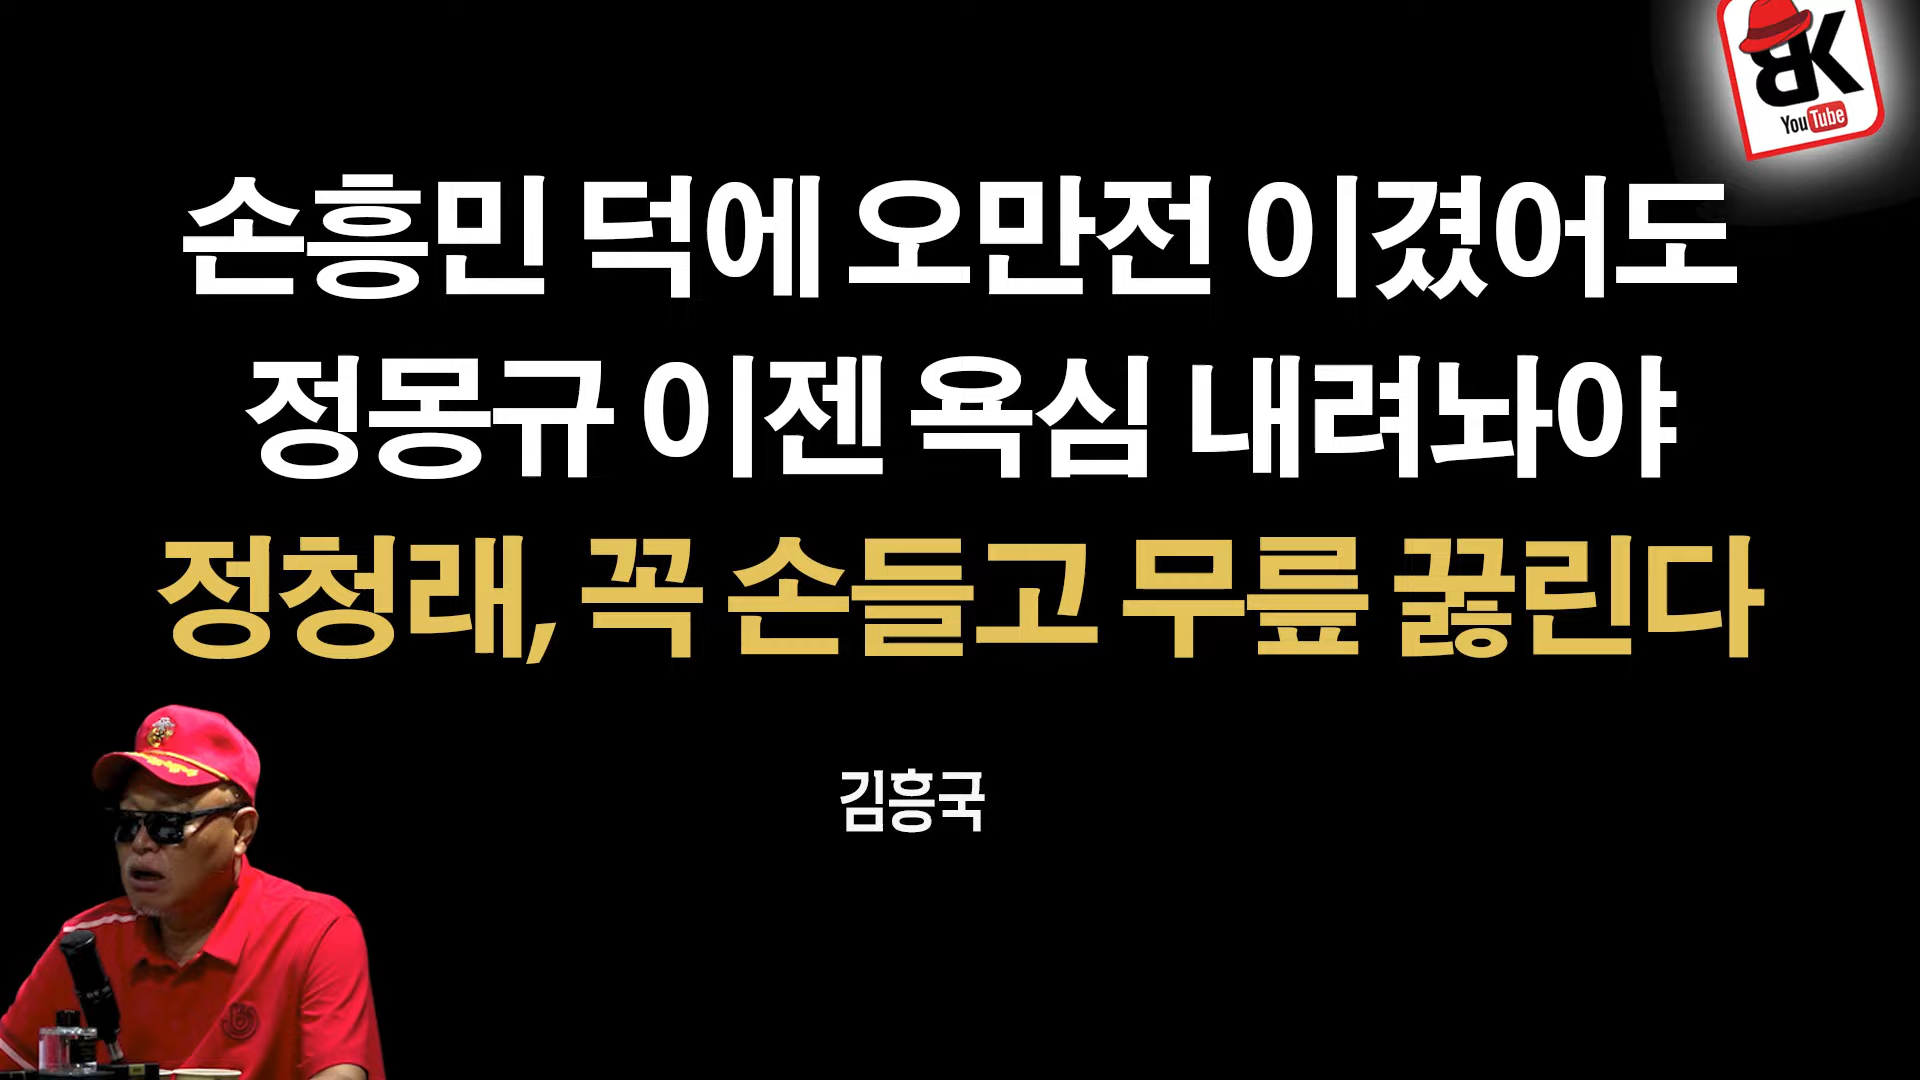 BK
YouTube
손흥민 덕에 오만전 이겼어도
정몽규 이젠 욕심 내려놔야
정청래, 꼭 손들고 무릎 꿇린다
김흥국